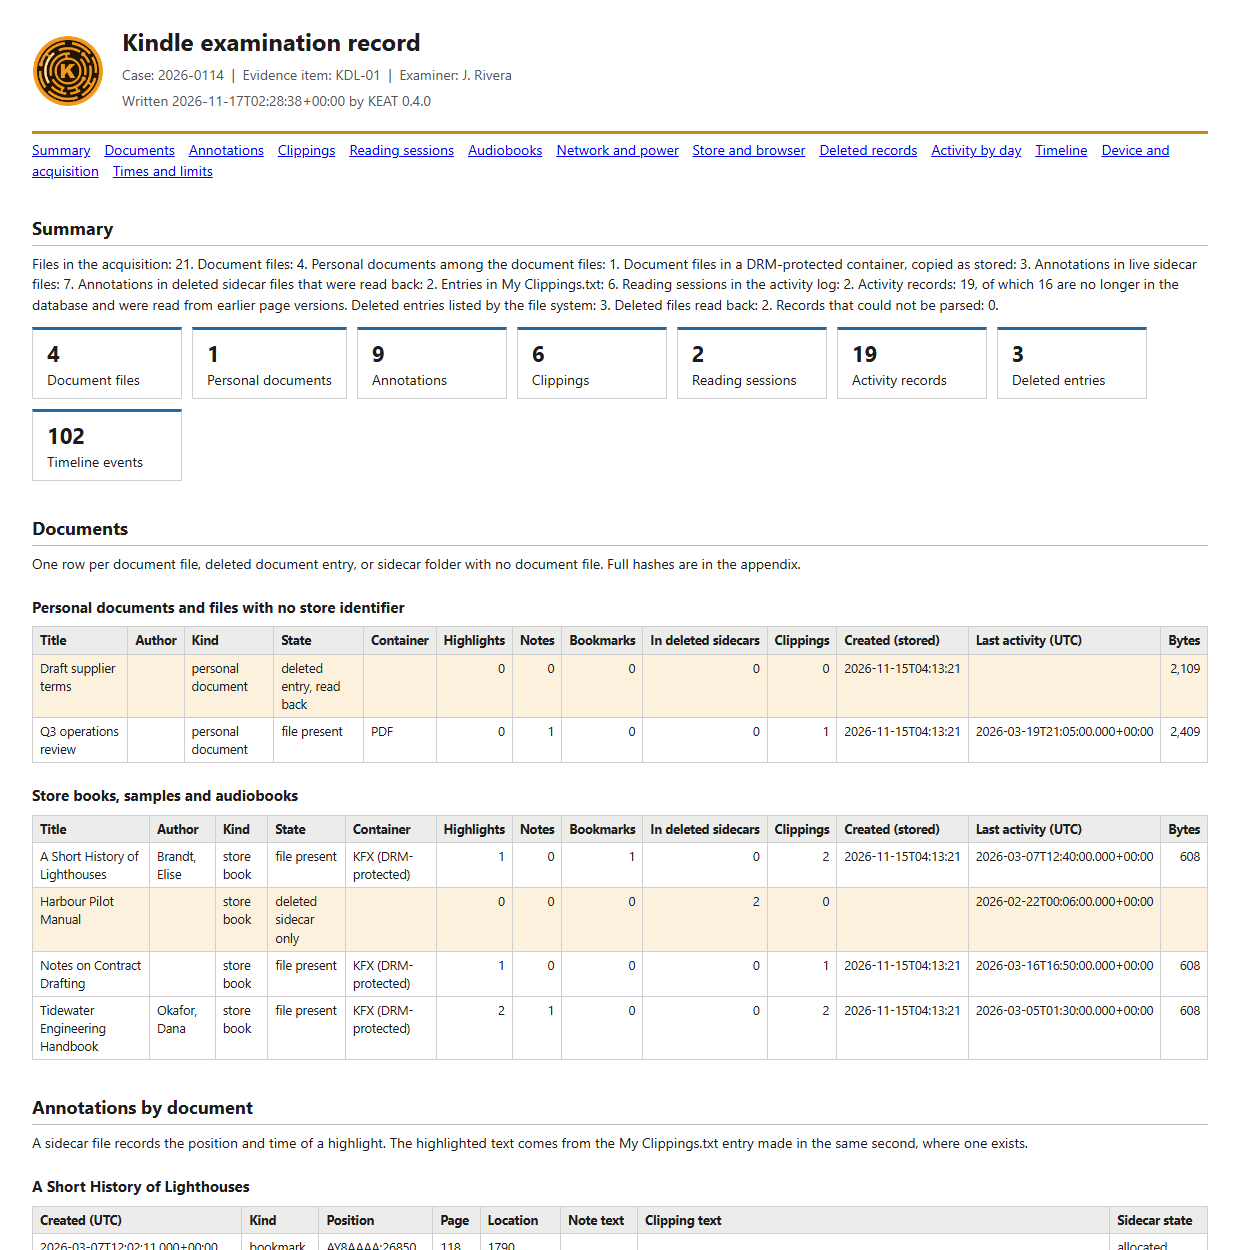 K
Kindle examination record
Case: 2026-0114 | Evidence item: KDL-01 | Examiner: J. Rivera
Written 2026-11-17T02:28:38+00:00 by KEAT 0.4.0
Summary Documents Annotations Clippings Reading sessions Audiobooks Network and power Store and browser Deleted records Activity by day Timeline Device and
acquisition Times and limits
Summary
Files in the acquisition: 21. Document files: 4. Personal documents among the document files: 1. Document files in a DRM-protected container, copied as stored: 3. Annotations in live sidecar
files: 7. Annotations in deleted sidecar files that were read back: 2. Entries in My Clippings.txt: 6. Reading sessions in the activity log: 2. Activity records: 19, of which 16 are no longer in the
database and were read from earlier page versions. Deleted entries listed by the file system: 3. Deleted files read back: 2. Records that could not be parsed: 0.
4 1 9 6 2 19 3
Document files Personal documents Annotations Clippings Reading sessions Activity records Deleted entries
102
Timeline events
Documents
One row per document file, deleted document entry, or sidecar folder with no document file. Full hashes are in the appendix.
Personal documents and files with no store identifier
Title Author Kind State Container Highlights Notes Bookmarks In deleted sidecars Clippings Created (stored) Last activity (UTC) Bytes
Draft supplier personal deleted 0 0 0 0 0 2026-11-15T04:13:21 2,109
terms document entry, read
back
Q3 operations personal file present PDF 0 1 0 0 1 2026-11-15T04:13:21 2026-03-19T21:05:00.000+00:00 2,409
review document
Store books, samples and audiobooks
Title Author Kind State Container Highlights Notes Bookmarks In deleted sidecars Clippings Created (stored) Last activity (UTC) Bytes
A Short History of Brandt, store file present KFX (DRM- 1 0 1 0 2 2026-11-15T04:13:21 2026-03-07T12:40:00.000+00:00 608
Lighthouses Elise book protected)
Harbour Pilot store deleted 0 0 0 2 0 2026-02-22T00:06:00.000+00:00
Manual book sidecar
only
Notes on Contract store file present KFX (DRM- 1 0 0 0 1 2026-11-15T04:13:21 2026-03-16T16:50:00.000+00:00 608
Drafting book protected)
Tidewater Okafor, store file present KFX (DRM- 2 1 0 0 2 2026-11-15T04:13:21 2026-03-05T01:30:00.000+00:00 608
Engineering Dana book protected)
Handbook
Annotations by document
A sidecar file records the position and time of a highlight. The highlighted text comes from the My Clippings.txt entry made in the same second, where one exists.
A Short History of Lighthouses
Created (UTC) Kind Position Page Location Note text Clipping text Sidecar state
2026-03-07T12:02:11.000+00:00 bookmark AY8AAAA:26850 118 1790 allocated